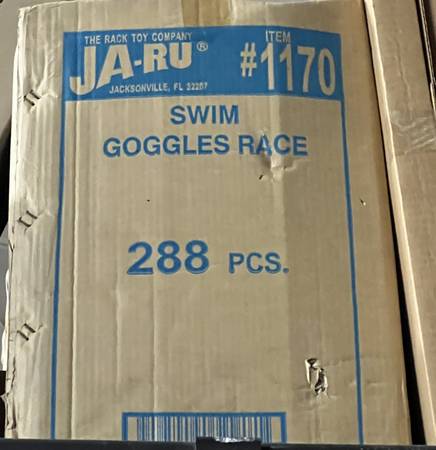 THE RACK TOY COMPANY
JA-RU®
JACKSONVILLE, FL 32207
ITEM
#1170
SWIM
GOGGLES RACE
288 PCS.